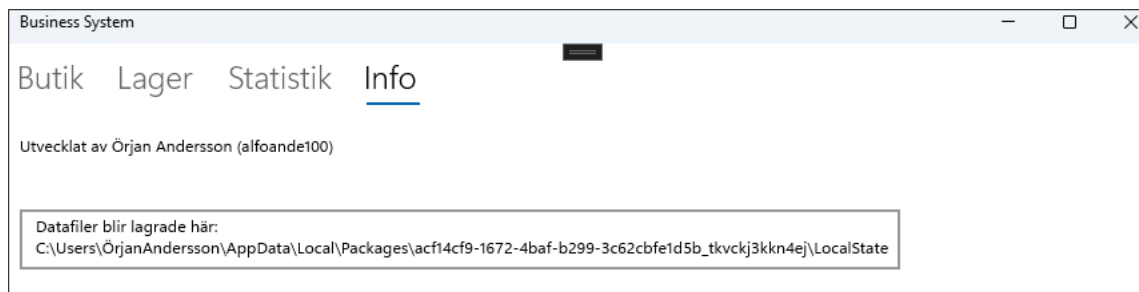 Business System
Butik Lager Statistik Info
Utvecklat av Örjan Andersson (alfoande100)
Datafiler blir lagrade här:
C:\Users\ÖrjanAndersson\AppData\Local\Packages\acf14cf9-1672-4baf-b299-3c62cbfe1d5b_tkvckj3kkn4ej\LocalState